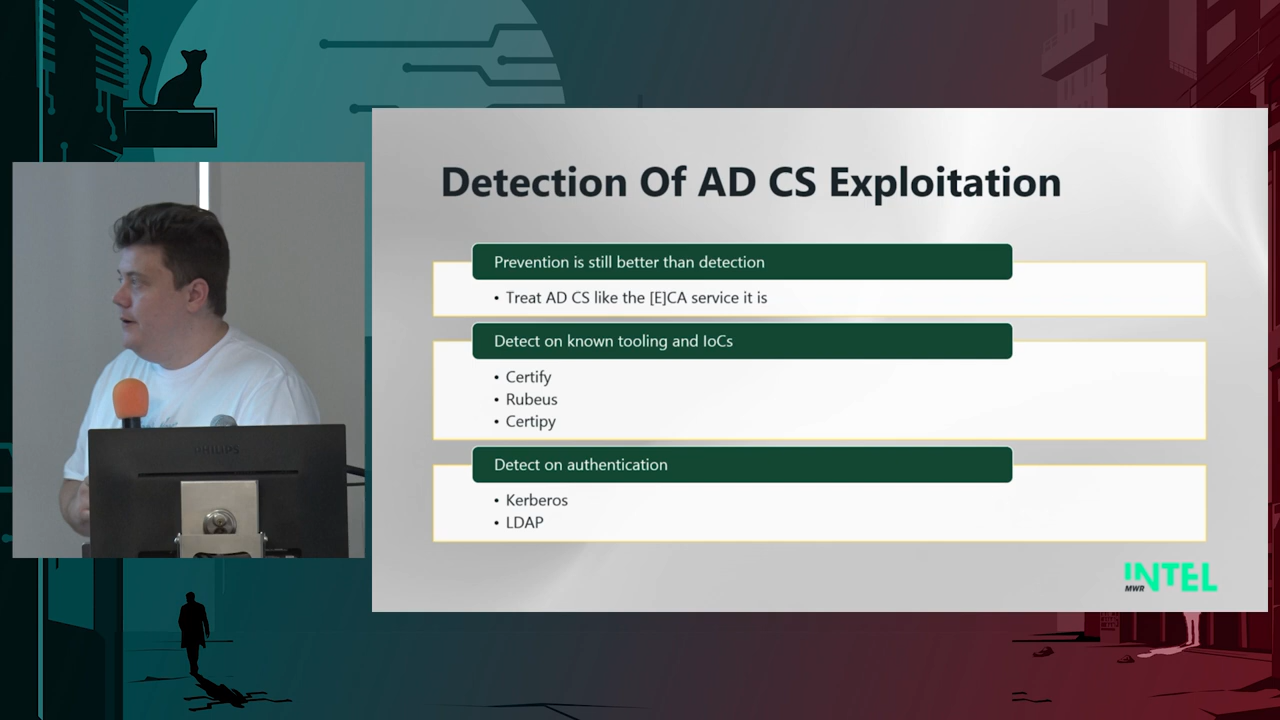 Detection Of AD CS Exploitation
Prevention is still better than detection
• Treat AD CS like the [E]CA service it is
Detect on known tooling and IoCs
• Certify
• Rubeus
• Certipy
Detect on authentication
• Kerberos
• LDAP
INTEL
MWR
PHILIPS